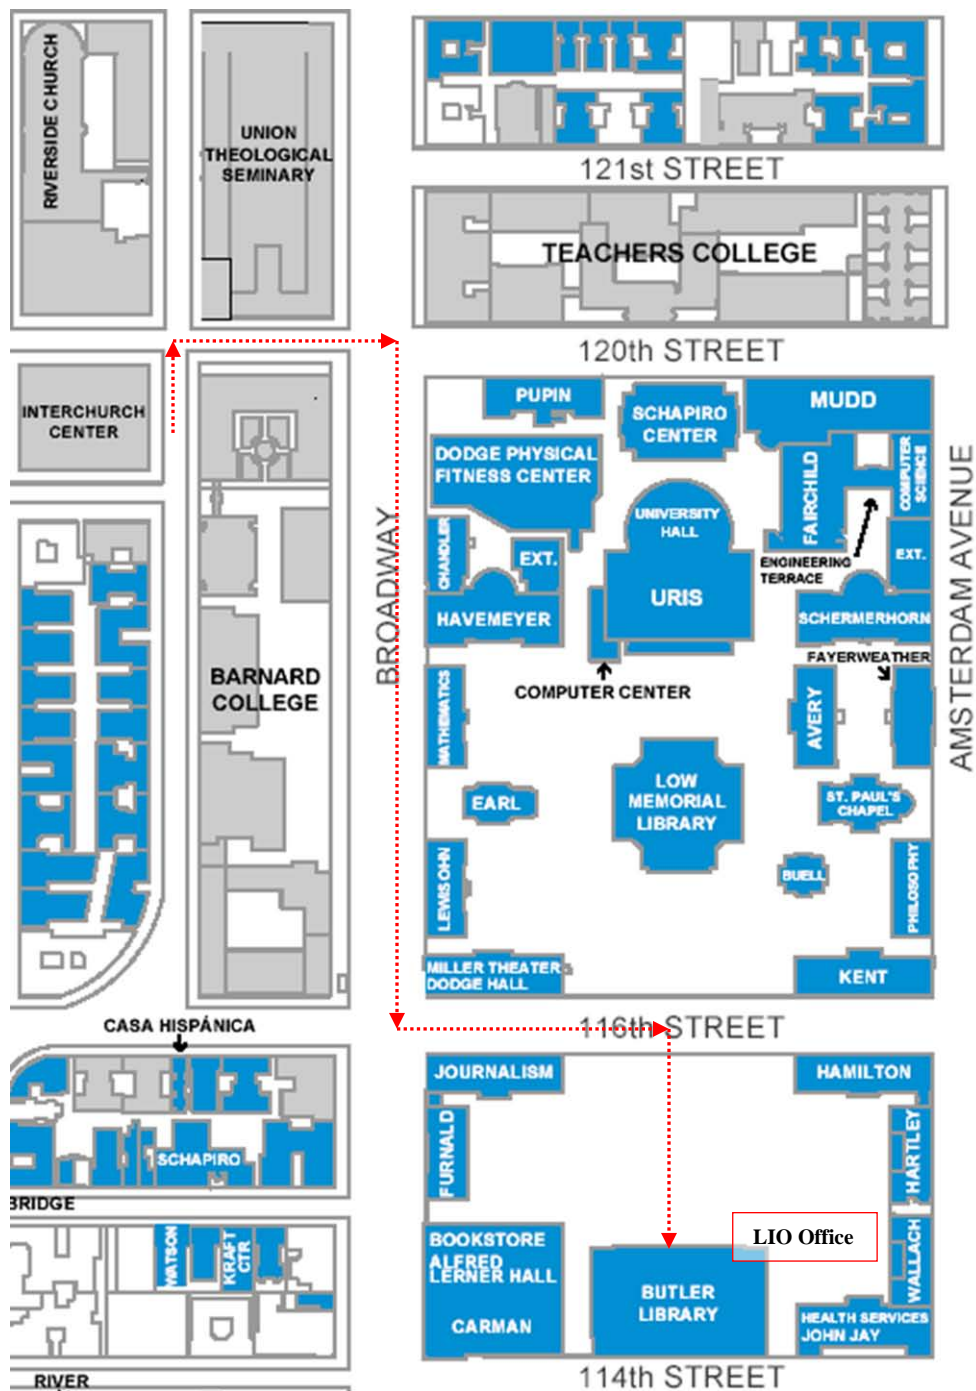 RIVERSIDE CHURCH
UNION
THEOLOGICAL
SEMINARY
121st STREET
TEACHERS COLLEGE
120th STREET
INTERCHURCH
CENTER
PUPIN
SCHAPIRO
CENTER
MUDD
DODGE PHYSICAL
FITNESS CENTER
UNIVERSITY
HALL
FAIRCHILD
COMPUTER
SCIENCE
CHANDLER
EXT.
ENGINEERING
TERRACE
EXT.
HAVEMEYER
URIS
SCHERMERHORN
BROADWAY
AMSTERDAM AVENUE
BARNARD
COLLEGE
COMPUTER CENTER
FAYERWEATHER
MATHEMATICS
AVERY
EARL
LOW
MEMORIAL
LIBRARY
ST. PAUL'S
CHAPEL
LEWISOHN
BUELL
PHILOSOPHY
MILLER THEATER
DODGE HALL
KENT
CASA HISPÁNICA
116th STREET
JOURNALISM
HAMILTON
FURNALD
HARTLEY
SCHAPIRO
BRIDGE
WATSON
KRAFT
CTR
BOOKSTORE
ALFRED
LERNER HALL
CARMAN
LIO Office
WALLACH
BUTLER
LIBRARY
HEALTH SERVICES
JOHN JAY
114th STREET
RIVER